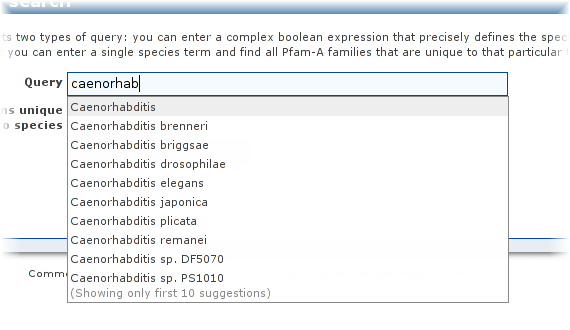 search
ts two types of query: you can enter a complex boolean expression that precisely defines the spec
you can enter a single species term and find all Pfam-A families that are unique to that particular
Query caenorhab
ns unique
o species
Caenorhabditis
Caenorhabditis brenneri
Caenorhabditis briggsae
Caenorhabditis drosophilae
Caenorhabditis elegans
Caenorhabditis japonica
Caenorhabditis plicata
Caenorhabditis remanei
Caenorhabditis sp. DF5070
Caenorhabditis sp. PS1010
(Showing only first 10 suggestions)
Comm